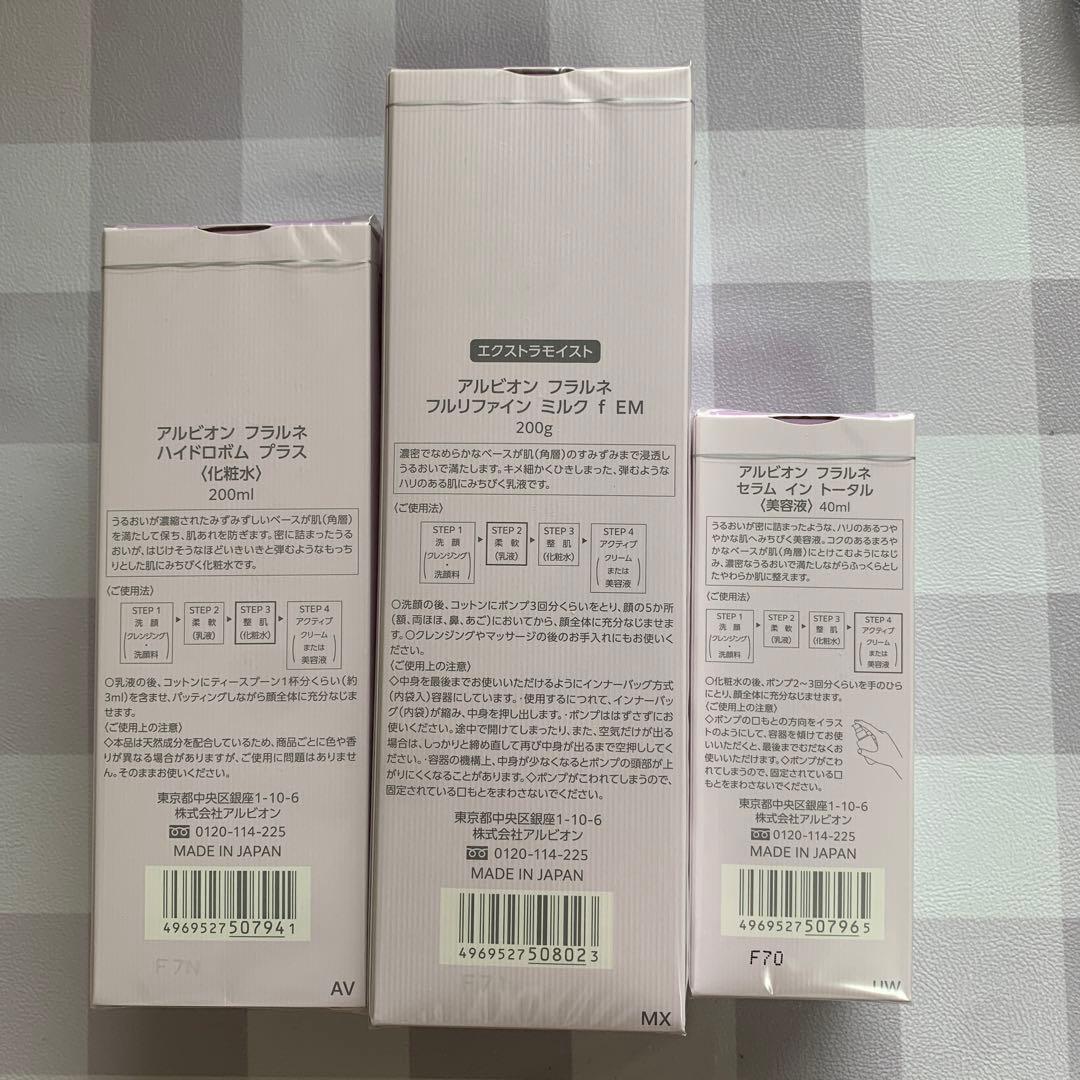 アルビオン フラルネ
ハイドロボム プラス
〈化粧水〉
200ml
うるおいが濃縮されたみずみずしいベースが肌（角層）
を満たして保ち、肌あれを防ぎます。密に詰まったうる
おいが、はじけそうなほどいきいきと弾むようなもっち
りとした肌にみちびく化粧水です。
〈ご使用法〉
STEP 1 洗顔 (クレンジング・洗顔料) ▶ STEP 2 柔軟 (乳液) ▶ STEP 3 整肌 (化粧水) ▶ STEP 4 アクティブ (クリームまたは美容液)
○乳液の後、コットンにティースプーン1杯分くらい（約
3ml）を含ませ、パッティングしながら顔全体に充分なじま
せます。
〈ご使用上の注意〉
◇本品は天然成分を配合しているため、商品ごとに色や香
りが異なる場合がありますが、ご使用に問題はありませ
ん。そのままお使いください。
東京都中央区銀座1-10-6
株式会社アルビオン
0120-114-225
MADE IN JAPAN
4969527507941
F7N
AV
エクストラモイスト
アルビオン フラルネ
フルリファイン ミルク f EM
200g
濃密でなめらかなベースが肌（角層）のすみずみまで浸透し
うるおいで満たします。キメ細かくひきしまった、弾むような
ハリのある肌にみちびく乳液です。
〈ご使用法〉
STEP 1 洗顔 (クレンジング・洗顔料) ▶ STEP 2 柔軟 (乳液) ▶ STEP 3 整肌 (化粧水) ▶ STEP 4 アクティブ (クリームまたは美容液)
○洗顔の後、コットンにポンプ3回分くらいをとり、顔の5か所
（額、両ほほ、鼻、あご）においてから、顔全体に充分なじませま
す。○クレンジングやマッサージの後のお手入れにもお使いく
ださい。
〈ご使用上の注意〉
◇中身を最後までお使いいただけるようにインナーバッグ方式
（内袋入）容器にしています。・使用するにつれて、インナーバッ
グ（内袋）が縮み、中身を押し出します。・ポンプははずさずにお
使いください。途中で開けてしまったり、また、空気だけが出る
場合は、しっかりと締め直して再び中身が出るまで空押ししてく
ださい。・容器の機構上、中身が少なくなるとポンプの頭部が上
がりにくくなることがあります。◇ポンプがこわれてしまうので、
固定されている口もとをまわさないでください。
東京都中央区銀座1-10-6
株式会社アルビオン
0120-114-225
MADE IN JAPAN
4969527508023
MX
アルビオン フラルネ
セラム イン トータル
〈美容液〉 40ml
うるおいが密に詰まったような、ハリのあるつや
やかな肌へみちびく美容液。コクのあるまろや
かなベースが肌（角層）にとけこむようになじ
み、濃密なうるおいで満たしながらふっくらとし
たやわらか肌に整えます。
〈ご使用法〉
STEP 1 洗顔 (クレンジング・洗顔料) ▶ STEP 2 柔軟 (乳液) ▶ STEP 3 整肌 (化粧水) ▶ STEP 4 アクティブ (クリームまたは美容液)
○化粧水の後、ポンプ2～3回分くらいを手のひら
にとり、顔全体に充分なじませます。
〈ご使用上の注意〉
◇ポンプの口もとの方向をイラス
トのようにして、容器を傾けてお使
いいただくと、最後までむだなくお
使いいただけます。◇ポンプがこわ
れてしまうので、固定されている口
もとをまわさないでください。
東京都中央区銀座1-10-6
株式会社アルビオン
0120-114-225
MADE IN JAPAN
4969527507965
F70
UW